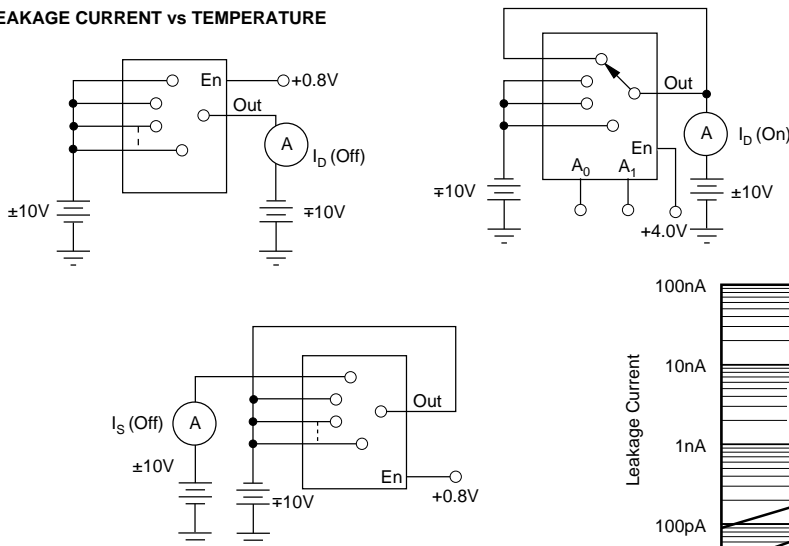 EAKAGE CURRENT vs TEMPERATURE
En
+0.8V
Out
A
I_D (Off)
±10V
∓10V
Out
A
I_D (On)
En
A_0
A_1
∓10V
±10V
+4.0V
I_S (Off)
A
Out
±10V
∓10V
En
+0.8V
100nA
10nA
1nA
100pA
Leakage Current